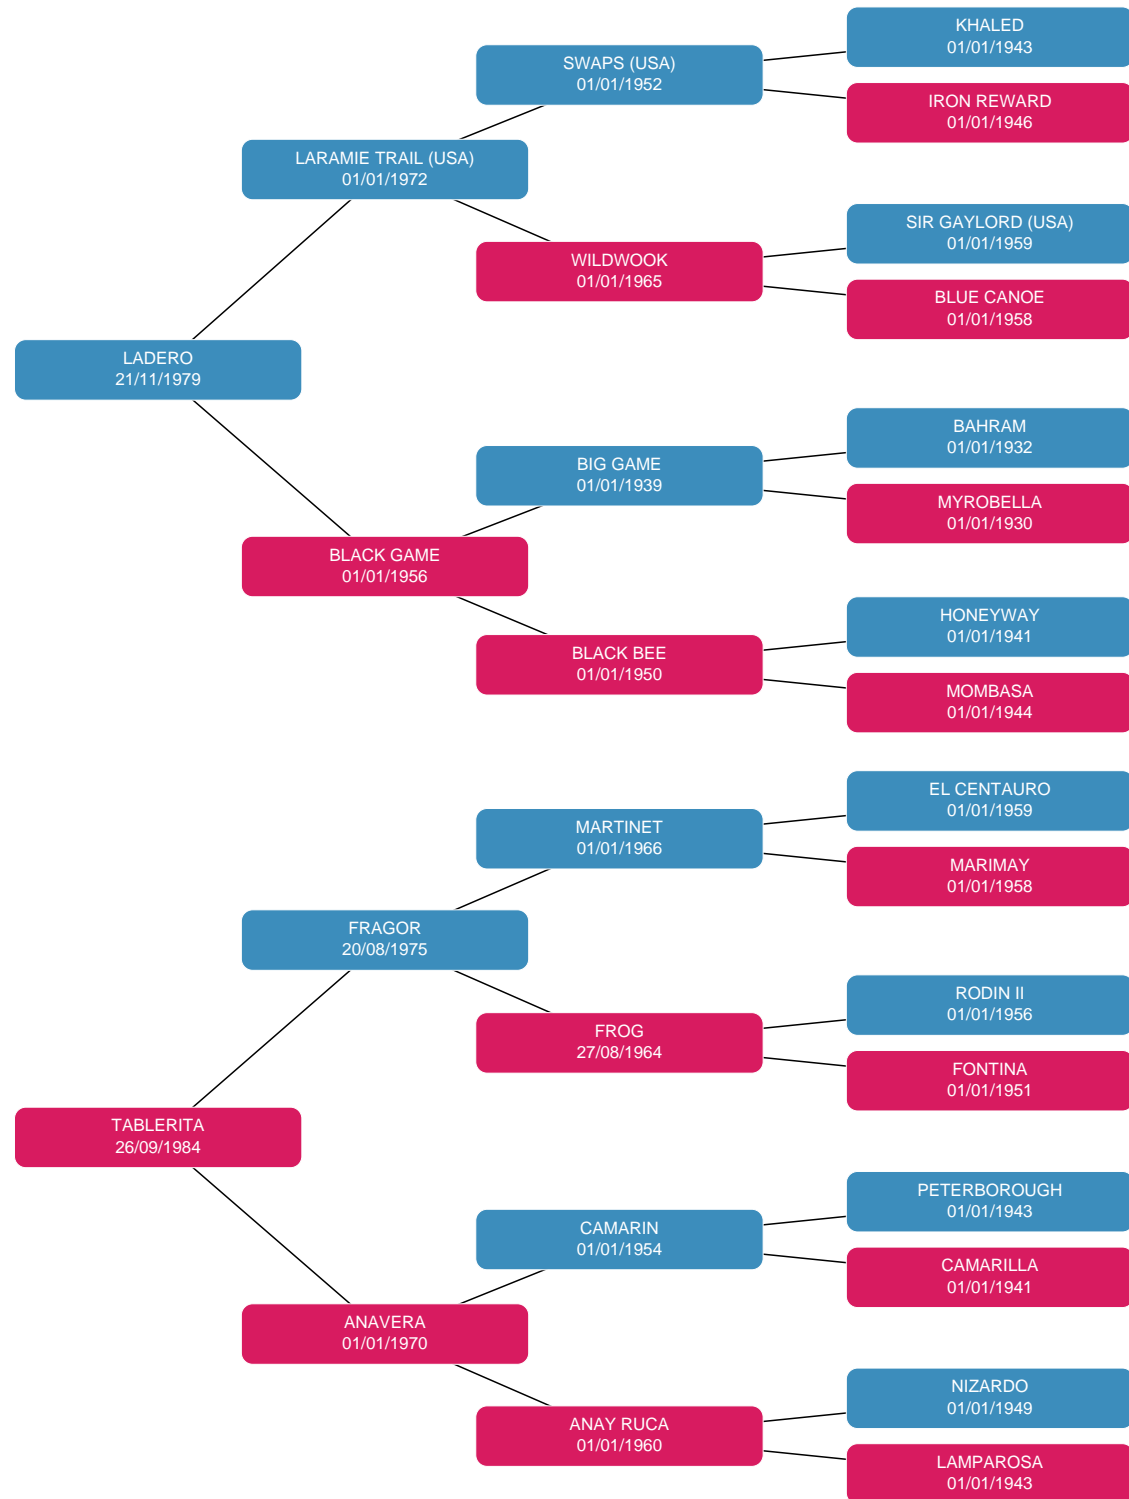 KHALED
01/01/1943
SWAPS (USA)
01/01/1952
IRON REWARD
01/01/1946
LARAMIE TRAIL (USA)
01/01/1972
SIR GAYLORD (USA)
01/01/1959
WILDWOOK
01/01/1965
BLUE CANOE
01/01/1958
LADERO
21/11/1979
BAHRAM
01/01/1932
BIG GAME
01/01/1939
MYROBELLA
01/01/1930
BLACK GAME
01/01/1956
HONEYWAY
01/01/1941
BLACK BEE
01/01/1950
MOMBASA
01/01/1944
EL CENTAURO
01/01/1959
MARTINET
01/01/1966
MARIMAY
01/01/1958
FRAGOR
20/08/1975
RODIN II
01/01/1956
FROG
27/08/1964
FONTINA
01/01/1951
TABLERITA
26/09/1984
PETERBOROUGH
01/01/1943
CAMARIN
01/01/1954
CAMARILLA
01/01/1941
ANAVERA
01/01/1970
NIZARDO
01/01/1949
ANAY RUCA
01/01/1960
LAMPAROSA
01/01/1943